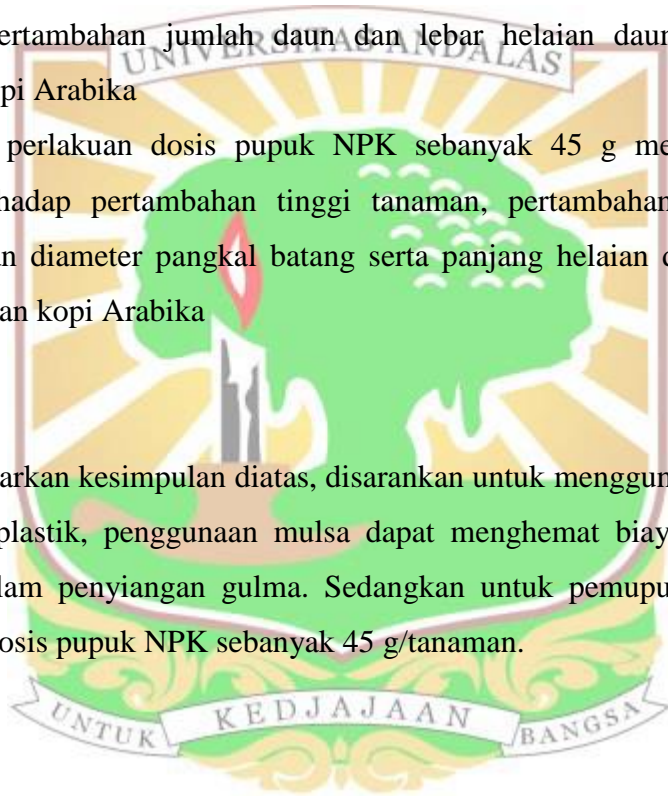 ertambahan jumlah daun dan lebar helaian daun
UNIVERSITAS ANDALAS
pi Arabika
perlakuan dosis pupuk NPK sebanyak 45 g me
hadap pertambahan tinggi tanaman, pertambahan
an diameter pangkal batang serta panjang helaian d
an kopi Arabika
arkan kesimpulan diatas, disarankan untuk menggun
plastik, penggunaan mulsa dapat menghemat biay
lam penyiangan gulma. Sedangkan untuk pemupu
osis pupuk NPK sebanyak 45 g/tanaman.
UNTUK KEDJAJAAN BANGSA